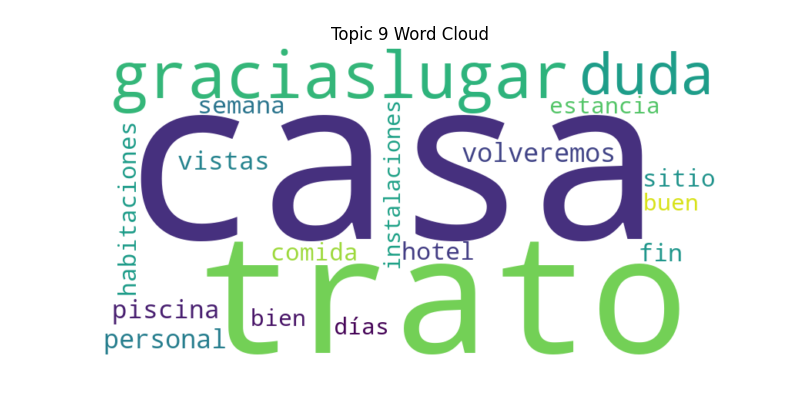 Topic 9 Word Cloud
gracias
lugar
duda
semana
estancia
casa
vistas
volveremos
habitaciones
instalaciones
sitio
buen
comida
hotel
fin
trato
piscina
bien
días
personal